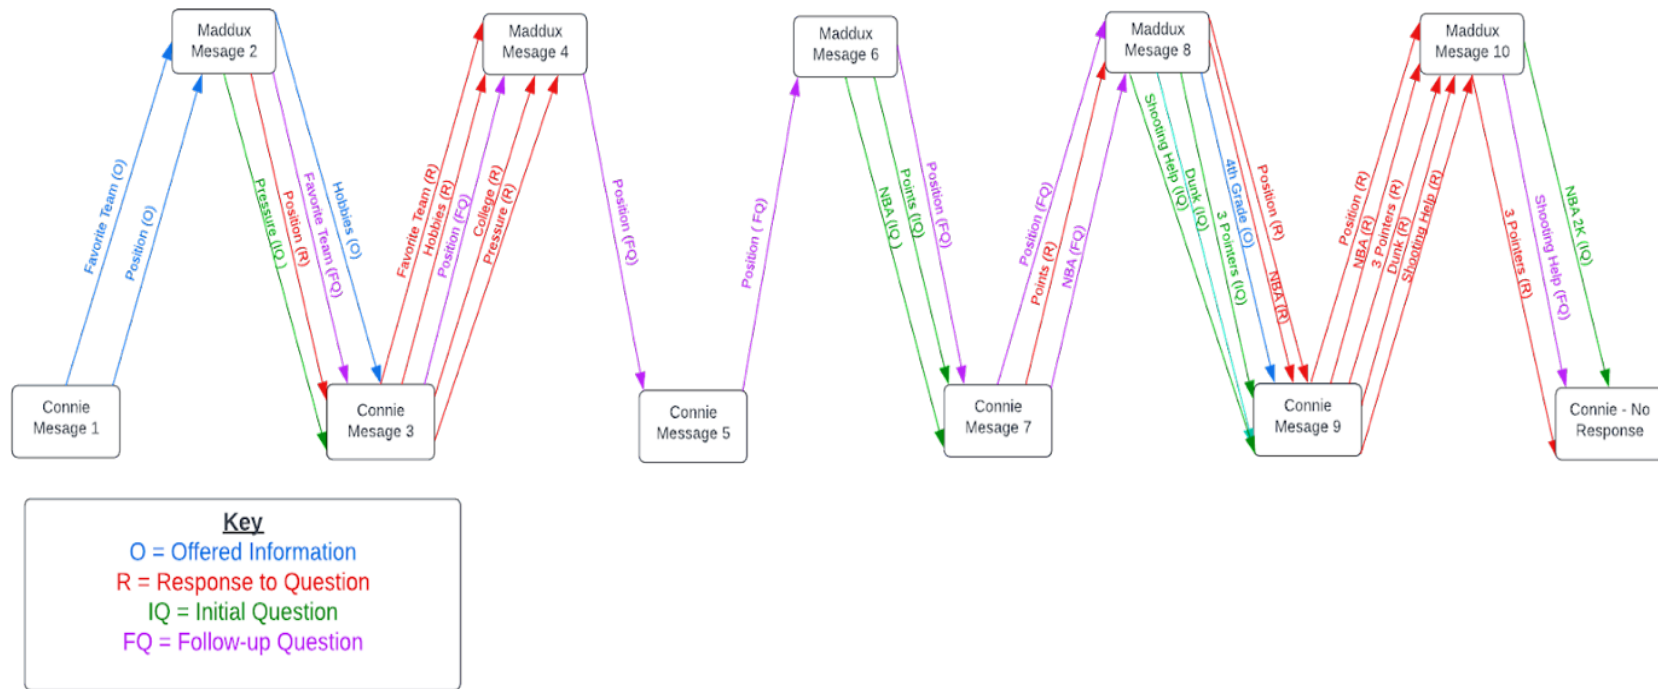 Maddux
Mesage 2
Maddux
Mesage 4
Maddux
Mesage 6
Maddux
Mesage 8
Maddux
Mesage 10
Favorite Team (O)
Position (O)
Pressure (IQ )
Position (R)
Favorite Team (FQ)
Hobbies (O)
Favorite Team (R)
Hobbies (R)
Position (FQ)
College (R)
Pressure (R)
Position (FQ)
Position ( FQ)
NBA (IQ )
Points (IQ)
Position (FQ)
Position (FQ)
Points (R)
NBA (FQ)
Shooting Help (IQ)
Dunk (IQ)
3 Pointers (IQ)
4th Grade (O)
Position (R)
NBA (R)
Position (R)
NBA (R)
3 Pointers (R)
Dunk (R)
Shooting Help (R)
3 Pointers (R)
Shooting Help (FQ)
NBA 2K (IQ)
Connie
Mesage 1
Connie
Mesage 3
Connie
Message 5
Connie
Mesage 7
Connie
Mesage 9
Connie - No
Response
Key
O = Offered Information
R = Response to Question
IQ = Initial Question
FQ = Follow-up Question